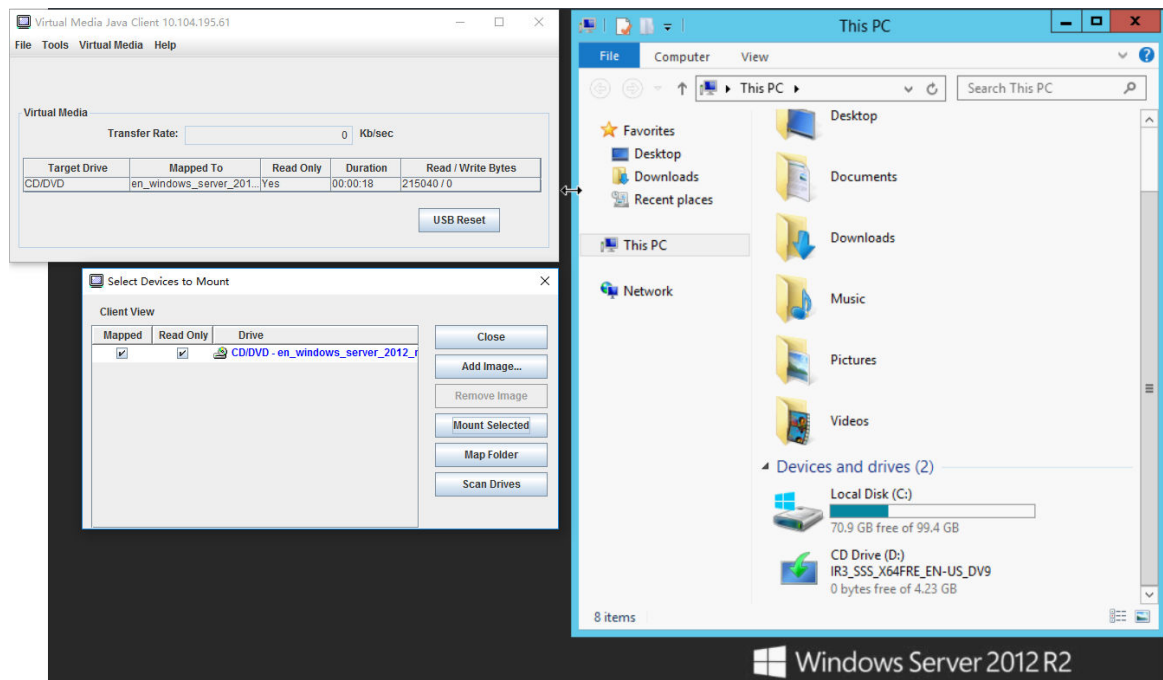 Virtual Media Java Client 10.104.195.61
File Tools Virtual Media Help
Virtual Media
Transfer Rate: 0 Kb/sec
Target Drive Mapped To Read Only Duration Read / Write Bytes
CD/DVD en_windows_server_201... Yes 00:00:18 215040 / 0
USB Reset
Select Devices to Mount
Client View
Mapped Read Only Drive
CD/DVD - en_windows_server_2012_r
Close
Add Image...
Remove Image
Mount Selected
Map Folder
Scan Drives
This PC
File Computer View
This PC
Search This PC
Favorites
Desktop
Downloads
Recent places
This PC
Network
Desktop
Documents
Downloads
Music
Pictures
Videos
Devices and drives (2)
Local Disk (C:)
70.9 GB free of 99.4 GB
CD Drive (D:)
IR3_SSS_X64FRE_EN-US_DV9
0 bytes free of 4.23 GB
8 items
Windows Server 2012 R2